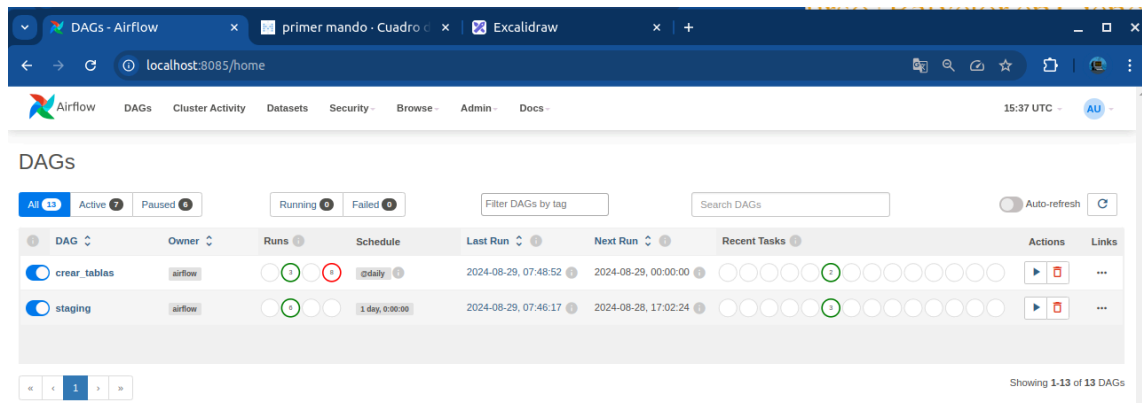 DAGs - Airflow
primer mando · Cuadro d
Excalidraw
localhost:8085/home
Airflow DAGs Cluster Activity Datasets Security Browse Admin Docs 15:37 UTC AU
DAGs
All 13 Active 7 Paused 6 Running 0 Failed 0 Filter DAGs by tag Search DAGs Auto-refresh
DAG Owner Runs Schedule Last Run Next Run Recent Tasks Actions Links
crear_tablas airflow 3 8 @daily 2024-08-29, 07:48:52 2024-08-29, 00:00:00 2
staging airflow 6 1 day, 0:00:00 2024-08-29, 07:46:17 2024-08-28, 17:02:24 3
« ‹ 1 › » Showing 1-13 of 13 DAGs